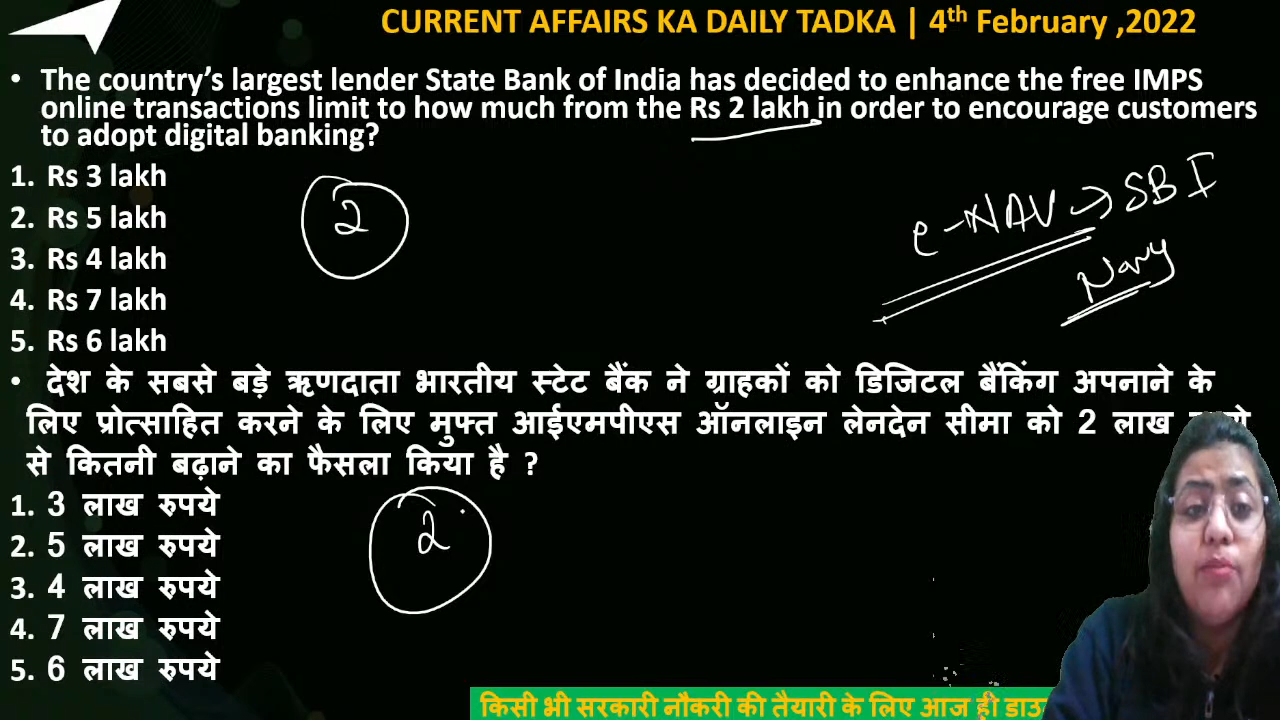 CURRENT AFFAIRS KA DAILY TADKA | 4th February ,2022
• The country's largest lender State Bank of India has decided to enhance the free IMPS
online transactions limit to how much from the Rs 2 lakh in order to encourage customers
to adopt digital banking?
1. Rs 3 lakh
2. Rs 5 lakh
3. Rs 4 lakh
4. Rs 7 lakh
5. Rs 6 lakh
2
e-NAV → SBI
Navy
• देश के सबसे बड़े ऋणदाता भारतीय स्टेट बैंक ने ग्राहकों को डिजिटल बैंकिंग अपनाने के
लिए प्रोत्साहित करने के लिए मुफ्त आईएमपीएस ऑनलाइन लेनदेन सीमा को 2 लाख
से कितनी बढ़ाने का फैसला किया है ?
1. 3 लाख रुपये
2. 5 लाख रुपये
3. 4 लाख रुपये
4. 7 लाख रुपये
5. 6 लाख रुपये
2
किसी भी सरकारी नौकरी की तैयारी के लिए आज ही